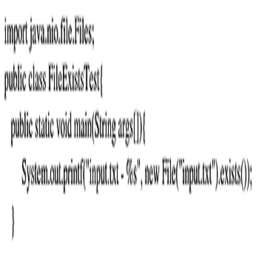 import java.nio.file.Files;
public class FileExistsTest{
public static void main(String args[]){
System.out.printf("input.txt - %s", new File("input.txt").exists());
}